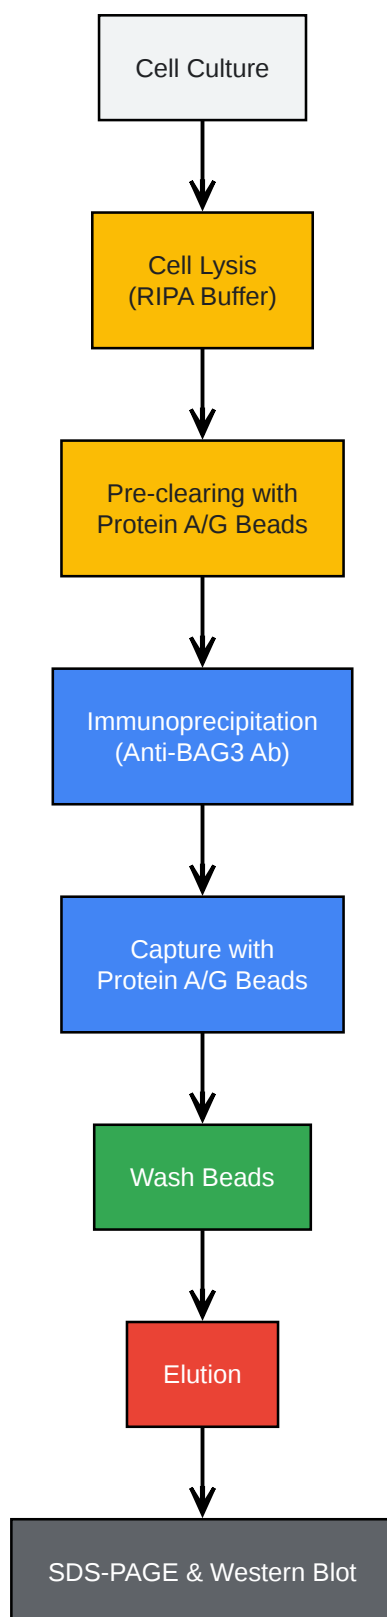 Cell Culture
Cell Lysis
(RIPA Buffer)
Pre-clearing with
Protein A/G Beads
Immunoprecipitation
(Anti-BAG3 Ab)
Capture with
Protein A/G Beads
Wash Beads
Elution
SDS-PAGE & Western Blot